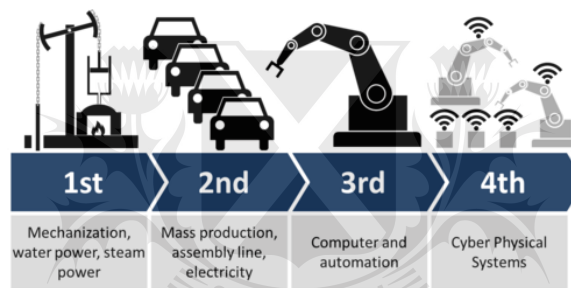 1st
2nd
3rd
4th
Mechanization,
water power, steam
power
Mass production,
assembly line,
electricity
Computer and
automation
Cyber Physical
Systems